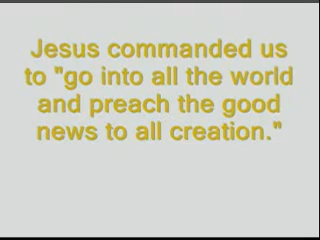 Jesus commanded us
to "go into all the world
and preach the good
news to all creation."